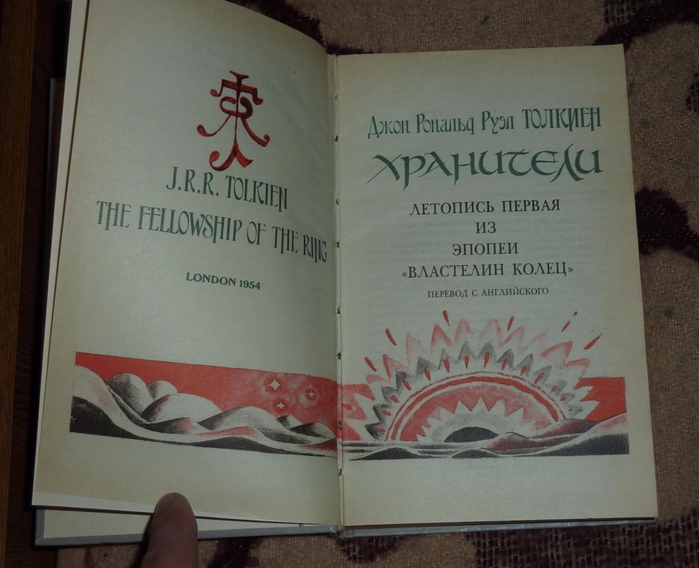 J.R.R. TOLKIEN
THE FELLOWSHIP OF THE RING
LONDON 1954
Джон Рональд Руэл ТОЛКИЕН
ХРАНИТЕЛИ
ЛЕТОПИСЬ ПЕРВАЯ
ИЗ
ЭПОПЕИ
«ВЛАСТЕЛИН КОЛЕЦ»
ПЕРЕВОД С АНГЛИЙСКОГО